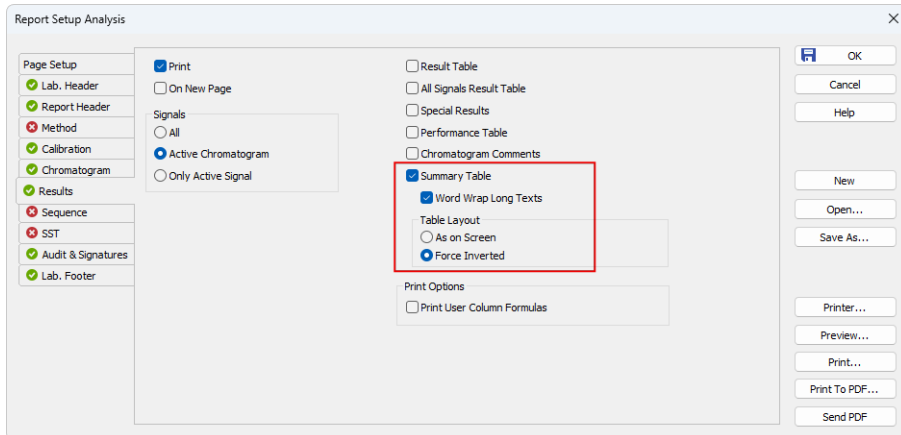 Report Setup Analysis
Page Setup
Lab. Header
Report Header
Method
Calibration
Chromatogram
Results
Sequence
SST
Audit & Signatures
Lab. Footer
Print
On New Page
Signals
All
Active Chromatogram
Only Active Signal
Result Table
All Signals Result Table
Special Results
Performance Table
Chromatogram Comments
Summary Table
Word Wrap Long Texts
Table Layout
As on Screen
Force Inverted
Print Options
Print User Column Formulas
OK
Cancel
Help
New
Open...
Save As...
Printer...
Preview...
Print...
Print To PDF...
Send PDF